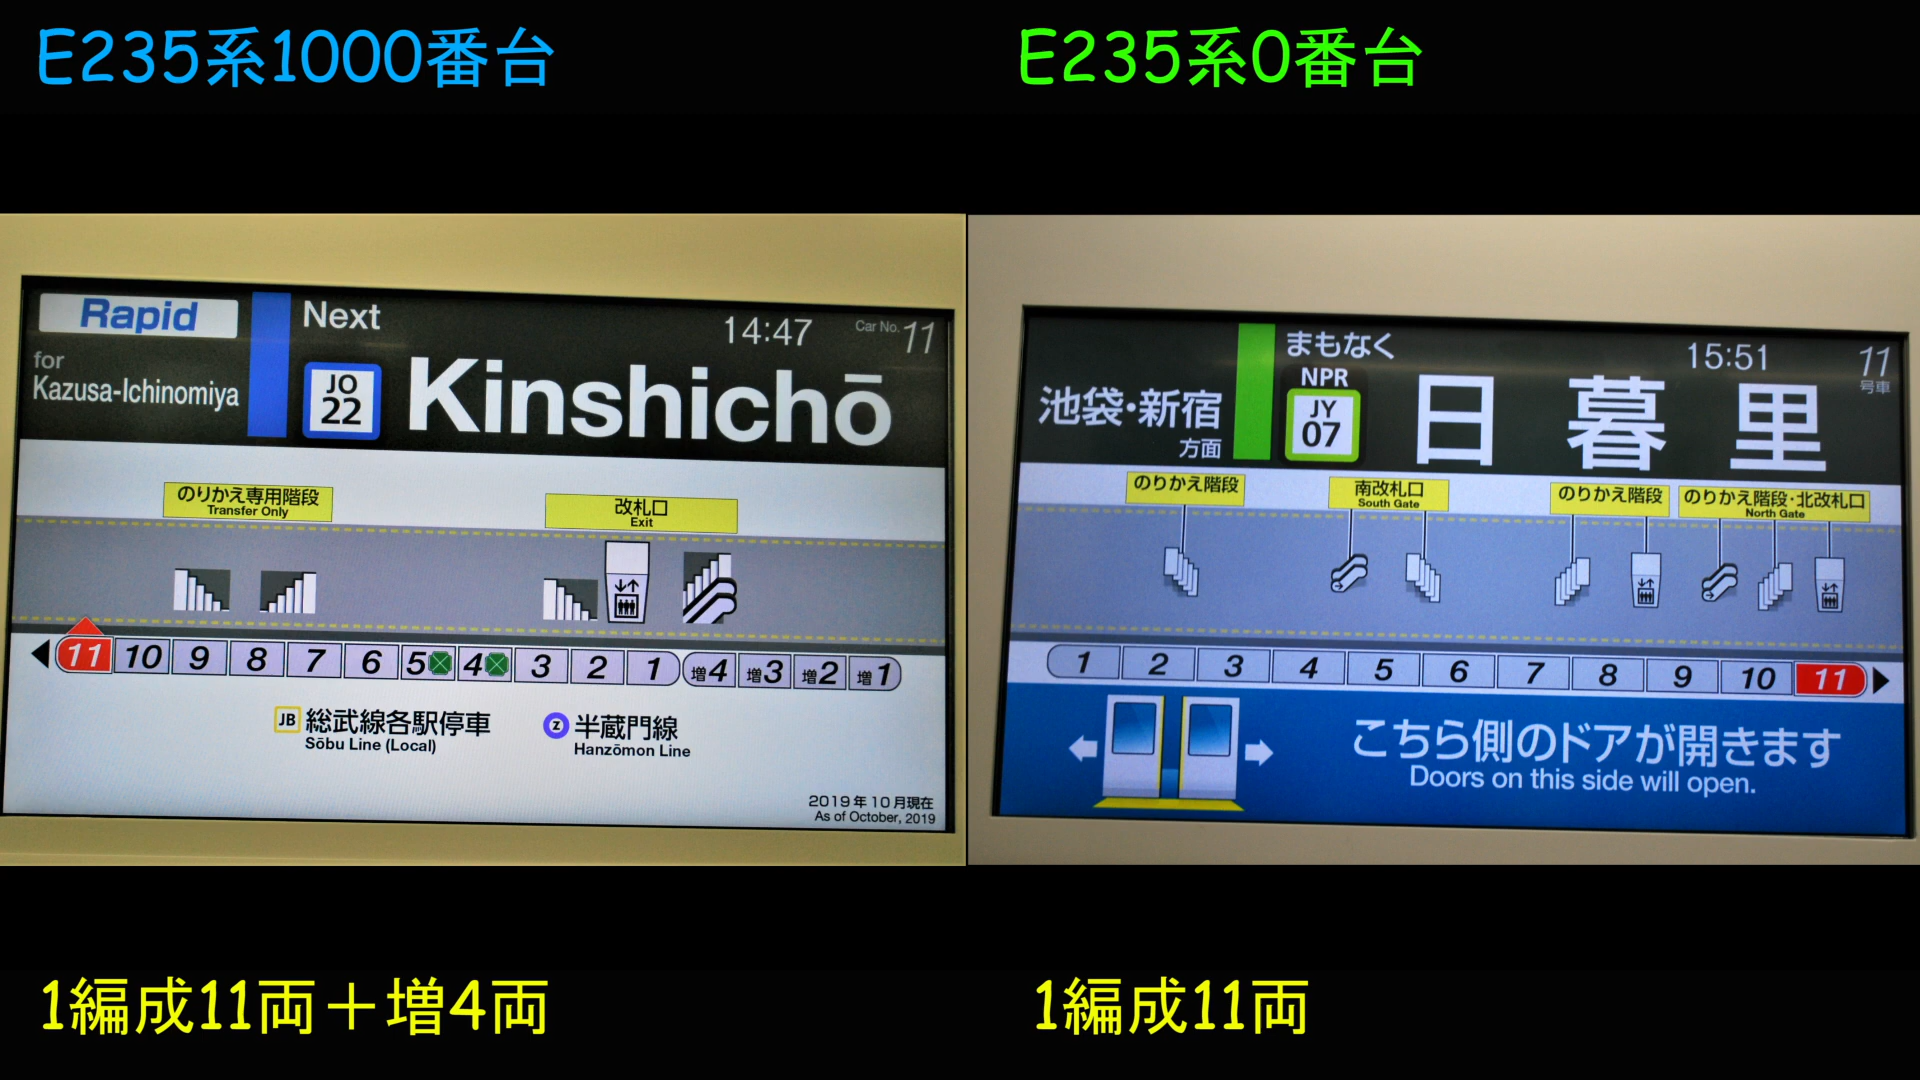 E235系1000番台
E235系0番台
Rapid
for
Kazusa-Ichinomiya
Next
JO
22
Kinshichō
14:47
Car No. 11
のりかえ専用階段
Transfer Only
改札口
Exit
11 10 9 8 7 6 5 4 3 2 1 増4 増3 増2 増1
JB 総武線各駅停車
Sōbu Line (Local)
Z 半蔵門線
Hanzōmon Line
2019年10月現在
As of October, 2019
池袋・新宿
方面
まもなく
NPR
JY
07
日暮里
15:51
11
号車
のりかえ階段
南改札口
South Gate
のりかえ階段
のりかえ階段・北改札口
North Gate
1 2 3 4 5 6 7 8 9 10 11
こちら側のドアが開きます
Doors on this side will open.
1編成11両＋増4両
1編成11両